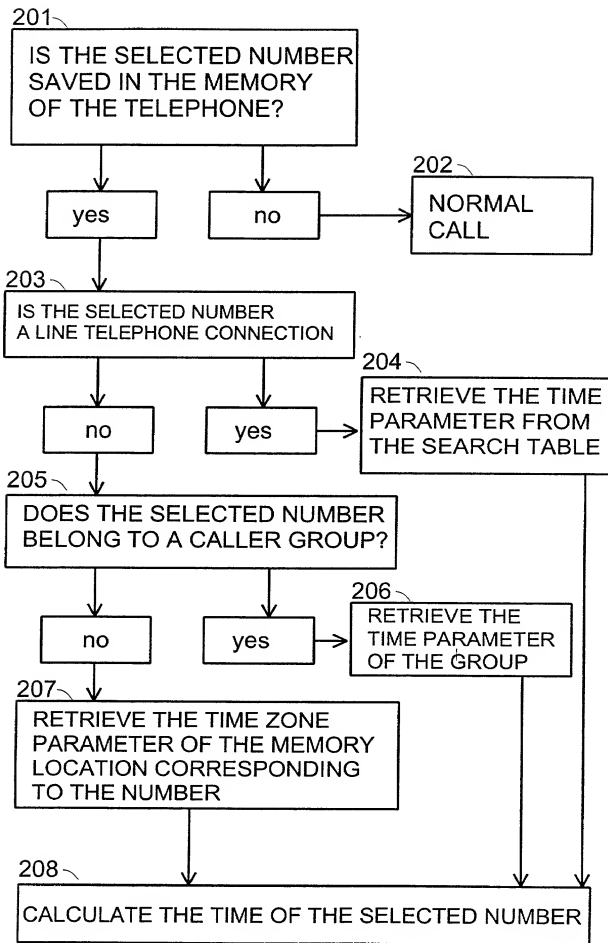 201
IS THE SELECTED NUMBER
SAVED IN THE MEMORY
OF THE TELEPHONE?
yes
no
202
NORMAL
CALL
203
IS THE SELECTED NUMBER
A LINE TELEPHONE CONNECTION
no
yes
204
RETRIEVE THE TIME
PARAMETER FROM
THE SEARCH TABLE
205
DOES THE SELECTED NUMBER
BELONG TO A CALLER GROUP?
no
yes
206
RETRIEVE THE
TIME PARAMETER
OF THE GROUP
207
RETRIEVE THE TIME ZONE
PARAMETER OF THE MEMORY
LOCATION CORRESPONDING
TO THE NUMBER
208
CALCULATE THE TIME OF THE SELECTED NUMBER